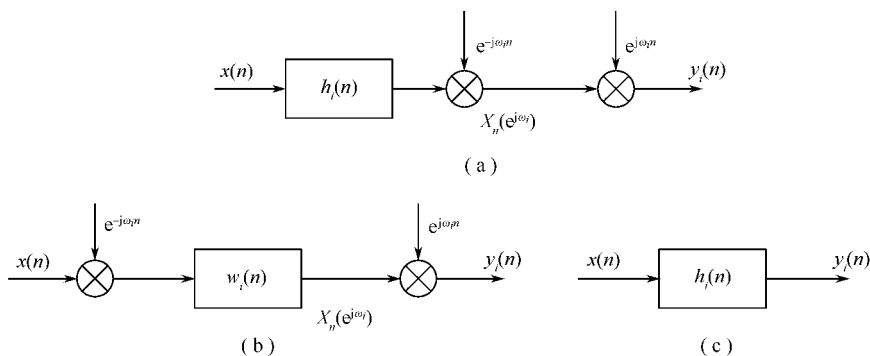 e^{-jω_i n} e^{jω_i n}
x(n) h_i(n) y_i(n)
X_n(e^{jω_i})
( a )
e^{-jω_i n} e^{jω_i n}
x(n) w_i(n) y_i(n) x(n) h_i(n) y_i(n)
X_n(e^{jω_i})
( b ) ( c )